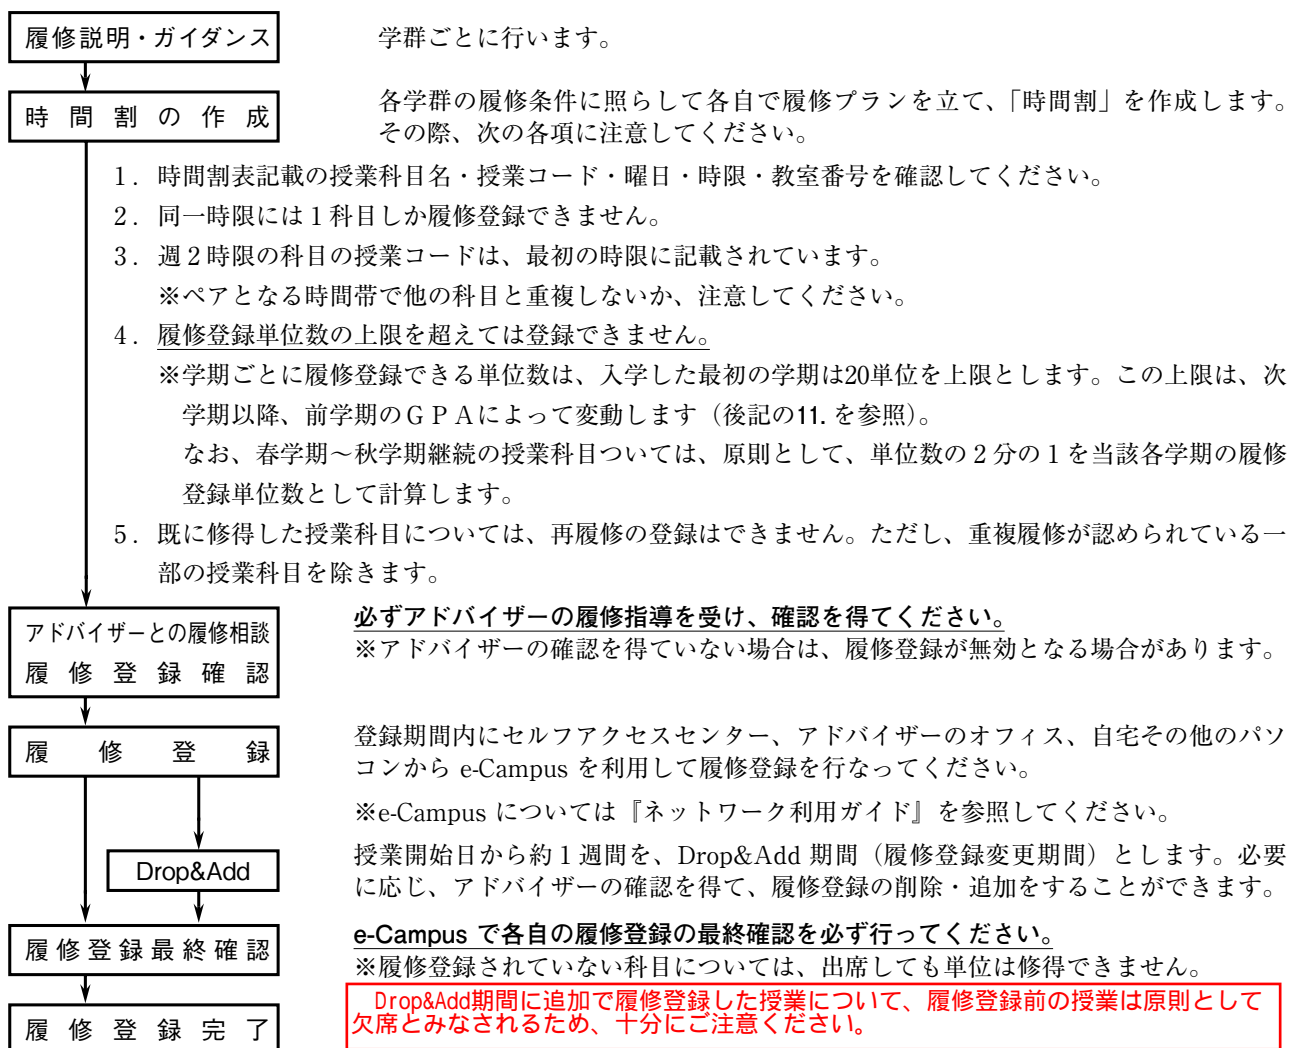 履修説明・ガイダンス
学群ごとに行います。
時間割の作成
各学群の履修条件に照らして各自で履修プランを立て、「時間割」を作成します。
その際、次の各項に注意してください。
１．時間割表記載の授業科目名・授業コード・曜日・時限・教室番号を確認してください。
２．同一時限には１科目しか履修登録できません。
３．週２時限の科目の授業コードは、最初の時限に記載されています。
※ペアとなる時間帯で他の科目と重複しないか、注意してください。
４．履修登録単位数の上限を超えては登録できません。
※学期ごとに履修登録できる単位数は、入学した最初の学期は20単位を上限とします。この上限は、次
学期以降、前学期のＧＰＡによって変動します（後記の11. を参照）。
なお、春学期～秋学期継続の授業科目ついては、原則として、単位数の２分の１を当該各学期の履修
登録単位数として計算します。
５．既に修得した授業科目については、再履修の登録はできません。ただし、重複履修が認められている一
部の授業科目を除きます。
アドバイザーとの履修相談
履修登録確認
必ずアドバイザーの履修指導を受け、確認を得てください。
※アドバイザーの確認を得ていない場合は、履修登録が無効となる場合があります。
履修登録
登録期間内にセルフアクセスセンター、アドバイザーのオフィス、自宅その他のパソ
コンから e-Campus を利用して履修登録を行なってください。
※e-Campus については『ネットワーク利用ガイド』を参照してください。
Drop&Add
授業開始日から約１週間を、Drop&Add 期間（履修登録変更期間）とします。必要
に応じ、アドバイザーの確認を得て、履修登録の削除・追加をすることができます。
履修登録最終確認
e-Campus で各自の履修登録の最終確認を必ず行ってください。
※履修登録されていない科目については、出席しても単位は修得できません。
履修登録完了
Drop&Add期間に追加で履修登録した授業について、履修登録前の授業は原則として
欠席とみなされるため、十分にご注意ください。